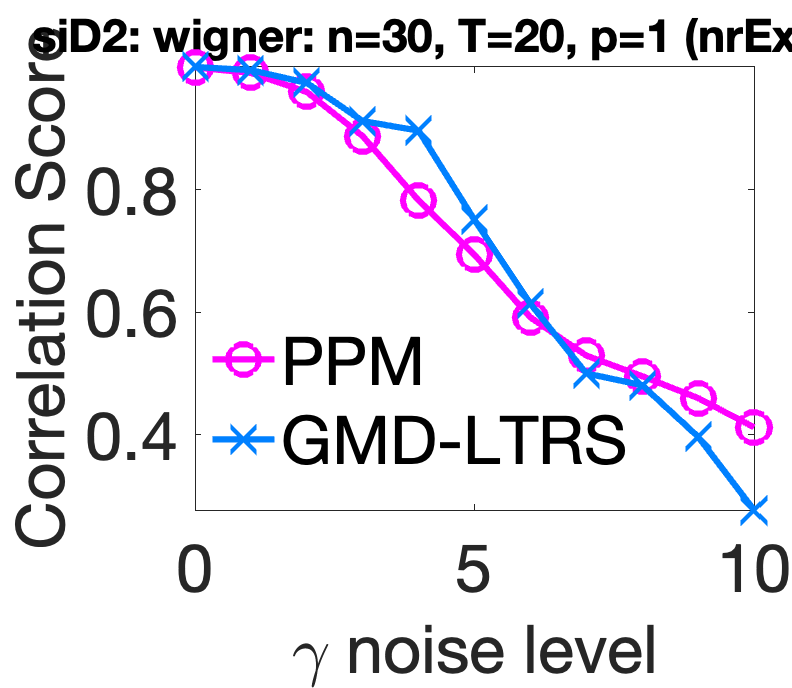 siD2: wigner: n=30, T=20, p=1 (nrEx
Correlation Score
0.8
0.6
0.4
PPM
GMD-LTRS
0 5 10
γ noise level